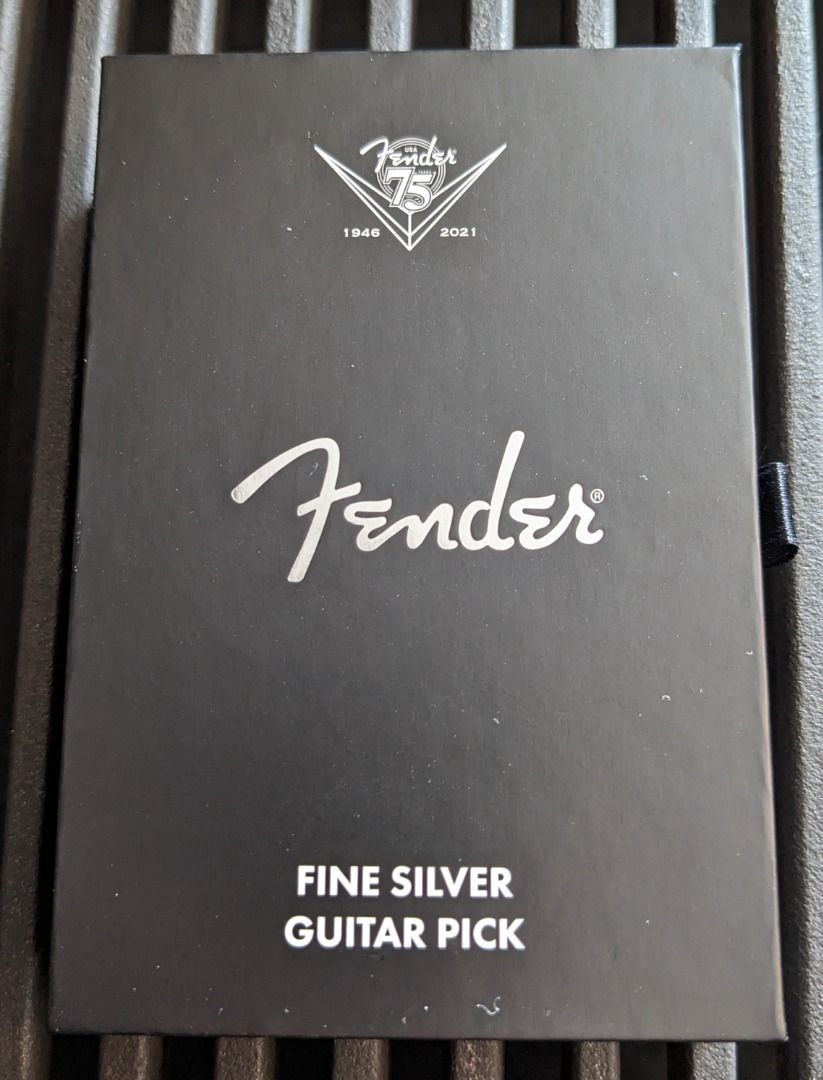 USA
Fender®
75 YEARS
1946 2021
Fender®
FINE SILVER
GUITAR PICK